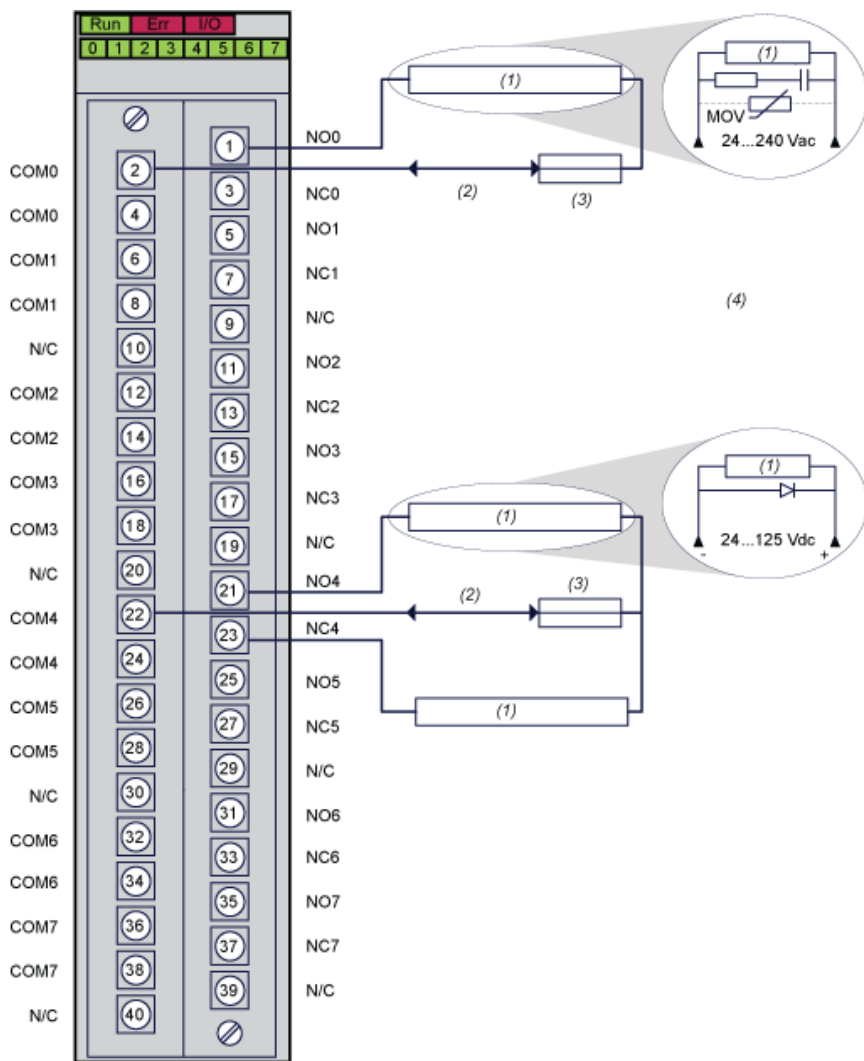 Run Err I/O
0 1 2 3 4 5 6 7
(1)
(1)
MOV
24...240 Vac
1 NO0
COM0 2
(2)
(3)
3 NC0
COM0 4
5 NO1
COM1 6
7 NC1
COM1 8
(4)
9 N/C
N/C 10
11 NO2
COM2 12
13 NC2
COM2 14
15 NO3
COM3 16
17 NC3
(1)
(1)
24...125 Vdc
- +
COM3 18
19 N/C
N/C 20
21 NO4
COM4 22
(2)
(3)
23 NC4
COM4 24
25 NO5
(1)
COM5 26
27 NC5
COM5 28
29 N/C
N/C 30
31 NO6
COM6 32
33 NC6
COM6 34
35 NO7
COM7 36
37 NC7
COM7 38
39 N/C
N/C 40